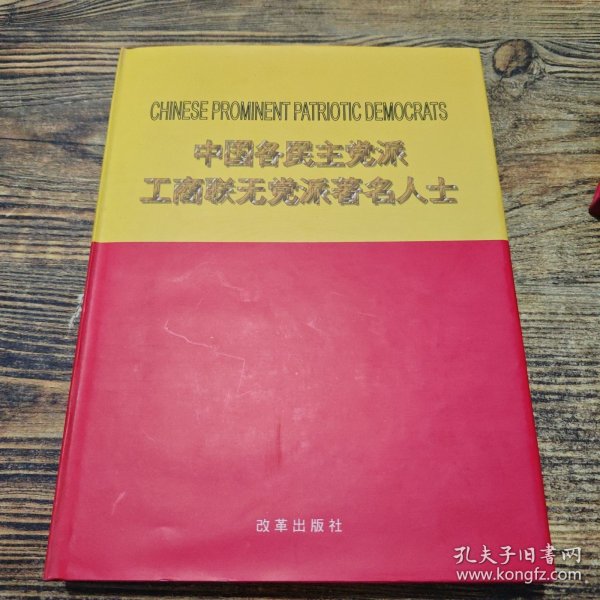 CHINESE PROMINENT PATRIOTIC DEMOCRATS
中国各民主党派
工商联无党派著名人士
改革出版社
孔夫子旧书网
www.kongfz.com